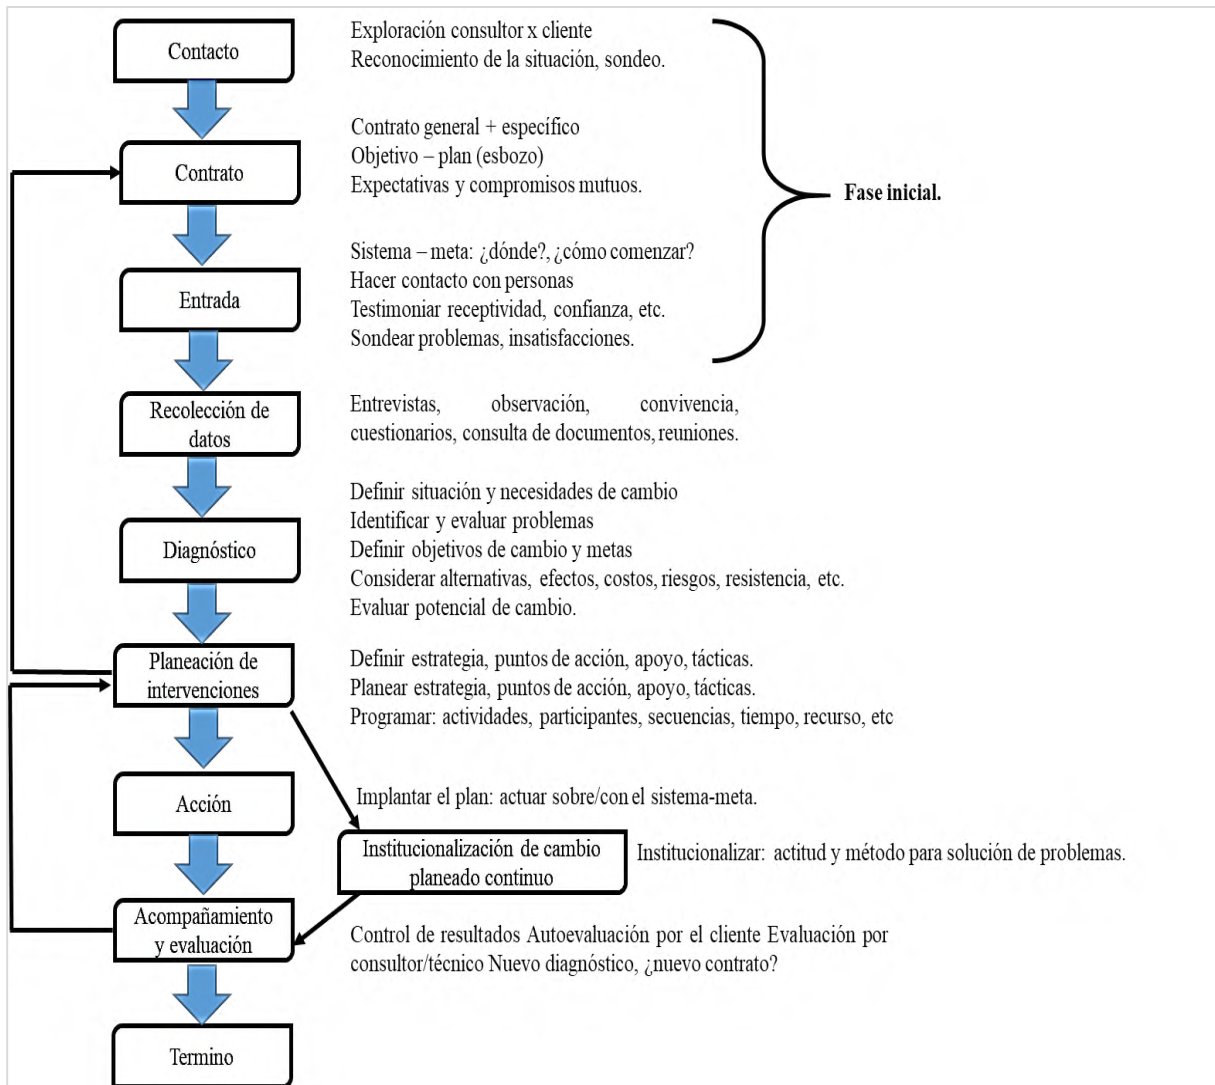 Contacto
Exploración consultor x cliente
Reconocimiento de la situación, sondeo.
Contrato
Contrato general + específico
Objetivo – plan (esbozo)
Expectativas y compromisos mutuos.
Fase inicial.
Entrada
Sistema – meta: ¿dónde?, ¿cómo comenzar?
Hacer contacto con personas
Testimoniar receptividad, confianza, etc.
Sondear problemas, insatisfacciones.
Recolección de
datos
Entrevistas, observación, convivencia,
cuestionarios, consulta de documentos, reuniones.
Diagnóstico
Definir situación y necesidades de cambio
Identificar y evaluar problemas
Definir objetivos de cambio y metas
Considerar alternativas, efectos, costos, riesgos, resistencia, etc.
Evaluar potencial de cambio.
Planeación de
intervenciones
Definir estrategia, puntos de acción, apoyo, tácticas.
Planear estrategia, puntos de acción, apoyo, tácticas.
Programar: actividades, participantes, secuencias, tiempo, recurso, etc
Acción
Implantar el plan: actuar sobre/con el sistema-meta.
Institucionalización de cambio
planeado continuo
Institucionalizar: actitud y método para solución de problemas.
Acompañamiento
y evaluación
Control de resultados Autoevaluación por el cliente Evaluación por
consultor/técnico Nuevo diagnóstico, ¿nuevo contrato?
Termino